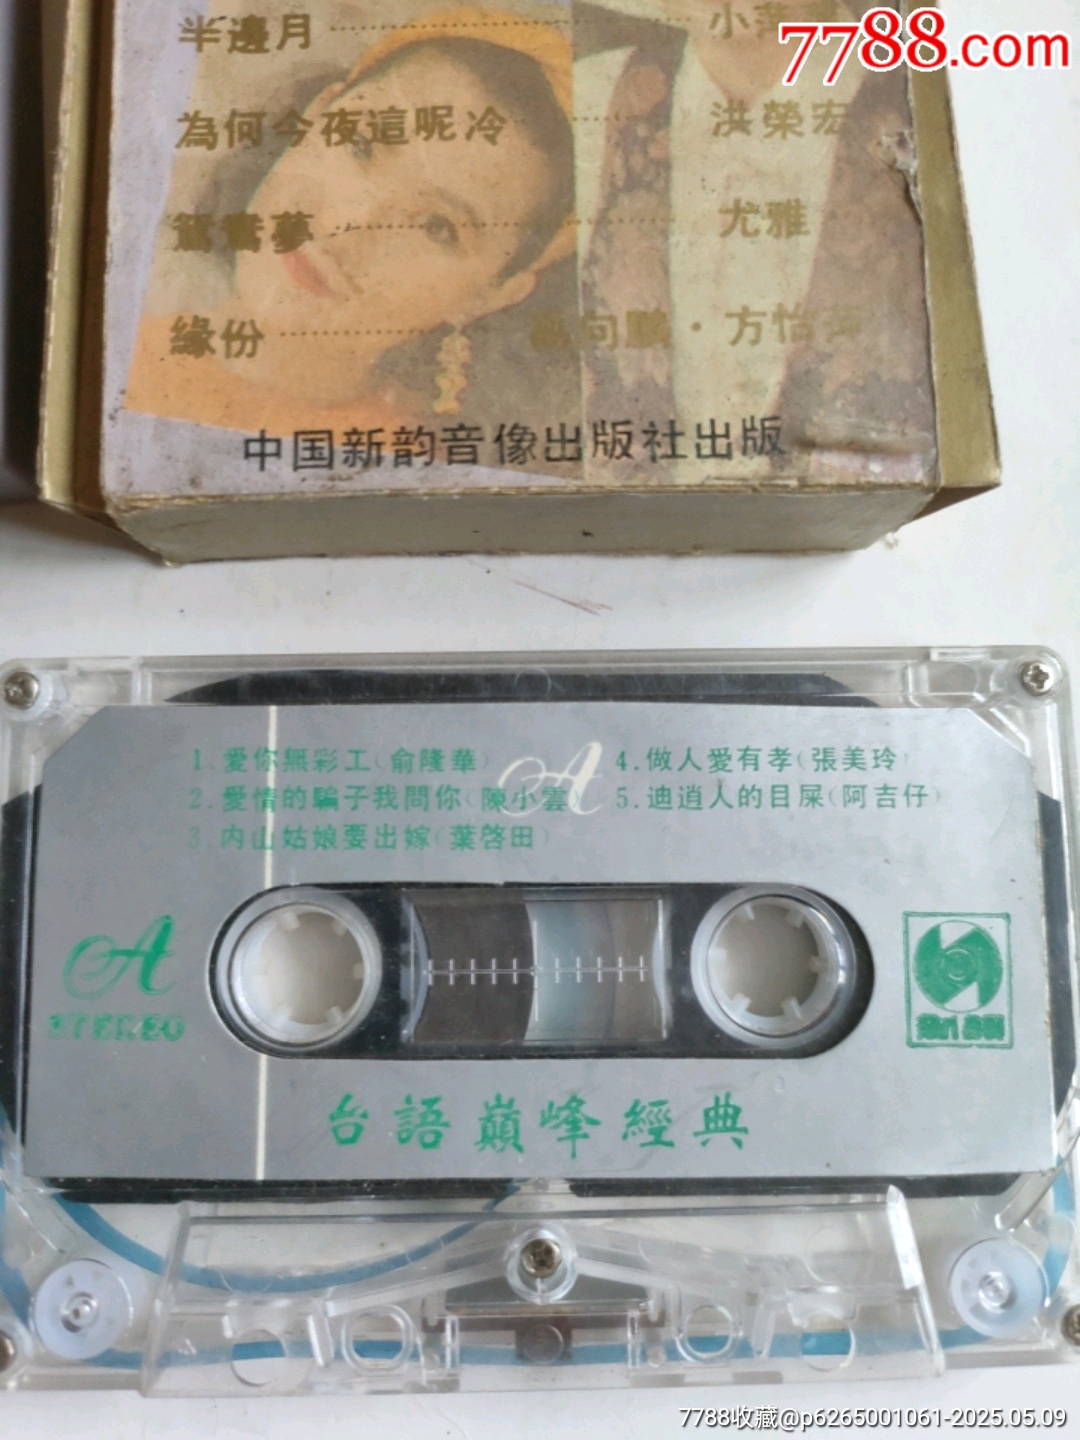 7788.com
半邊月 小
為何今夜這呢冷 洪榮宏
鴛鴦夢 尤雅
緣份 向鵬·方怡
中国新韵音像出版社出版
1. 愛你無彩工(俞隆華)
2. 愛情的騙子我問你(陳小雲)
3. 内山姑娘要出嫁(葉啓田)
A
4. 做人愛有孝(張美玲)
5. 迪逍人的目屎(阿吉仔)
A
STEREO
新韻
台語巔峰經典
7788收藏@p6265001061-2025.05.09